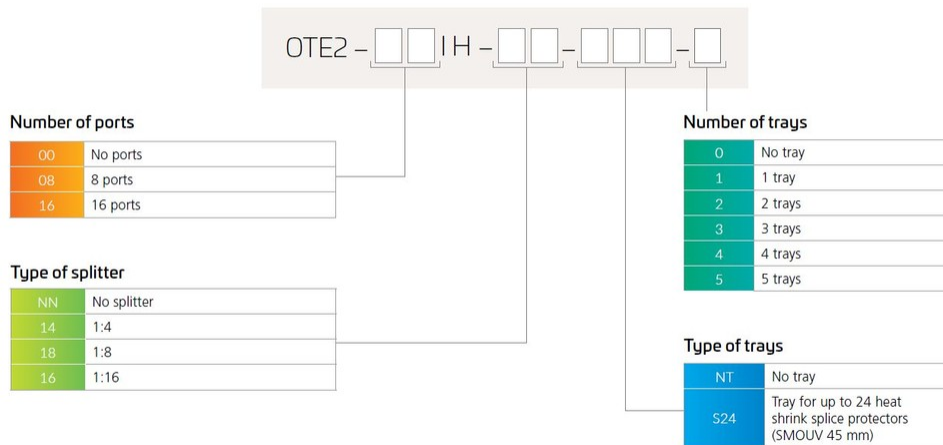 OTE2 – IH – – –
Number of ports
00 No ports
08 8 ports
16 16 ports
Type of splitter
NN No splitter
14 1:4
18 1:8
16 1:16
Number of trays
0 No tray
1 1 tray
2 2 trays
3 3 trays
4 4 trays
5 5 trays
Type of trays
NT No tray
S24 Tray for up to 24 heat
shrink splice protectors
(SMOUV 45 mm)